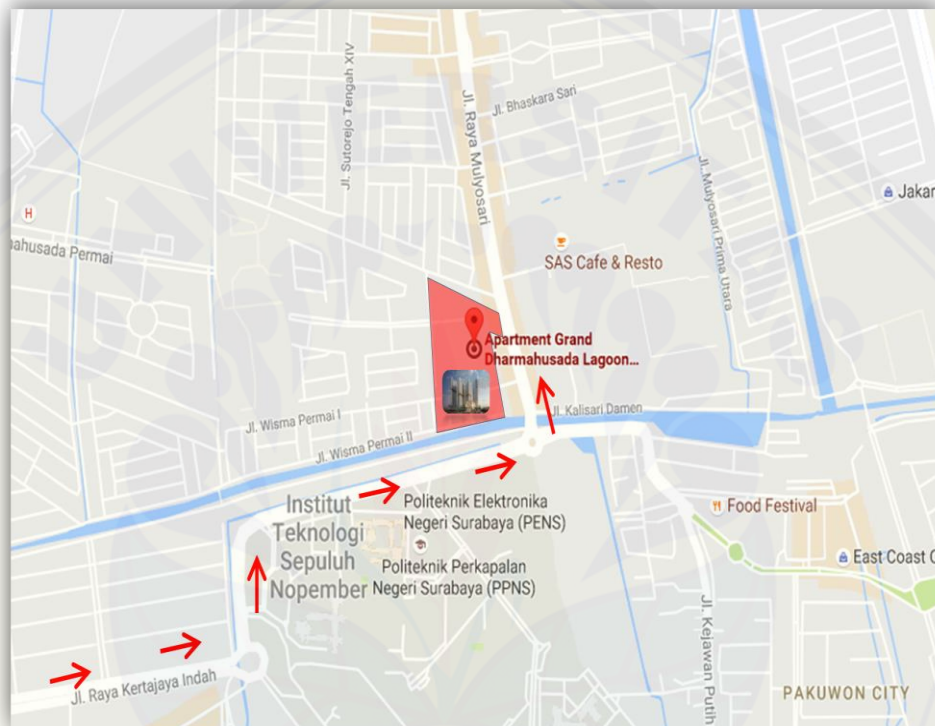 Jl. Sutorejo Tengah XIV
Jl. Raya Mulyosari
Jl. Bhaskara Sari
Jl. Mulyosari Prima Utara
Jakar
H
nahusada Permai
SAS Cafe & Resto
Apartment Grand
Dharmahusada Lagoon...
Jl. Kalisari Damen
Jl. Wisma Permai I
Jl. Wisma Permai II
Institut
Teknologi
Sepuluh
Nopember
Politeknik Elektronika
Negeri Surabaya (PENS)
Politeknik Perkapalan
Negeri Surabaya (PPNS)
Food Festival
East Coast C
Jl. Kejawan Putih
Jl. Raya Kertajaya Indah
PAKUWON CITY